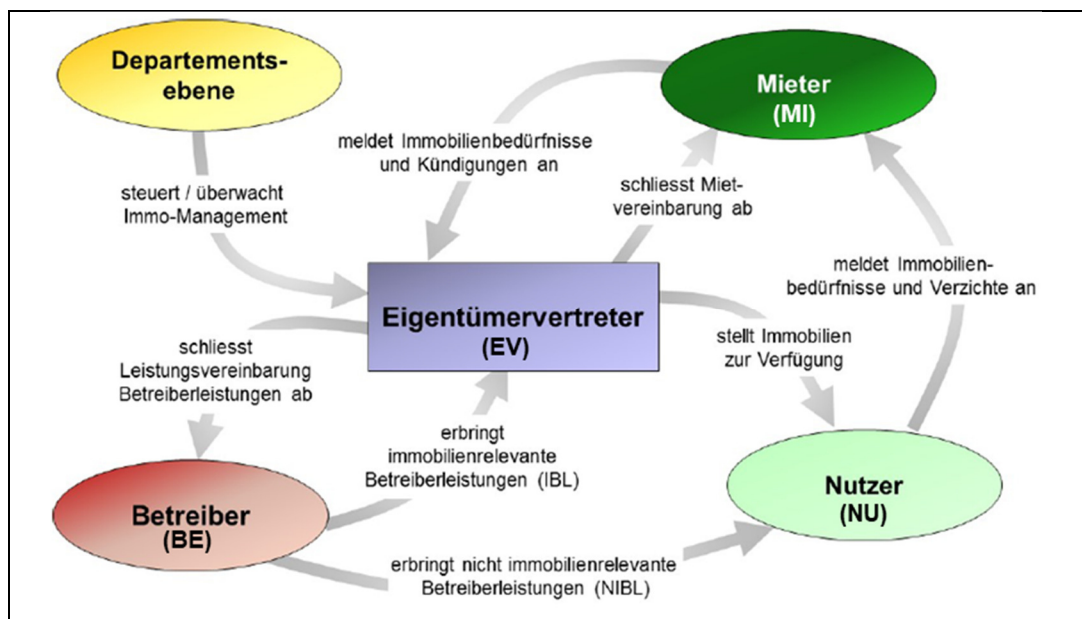 Departements-
ebene
Mieter
(MI)
meldet Immobilienbedürfnisse
und Kündigungen an
steuert / überwacht
Immo-Management
schliesst Miet-
vereinbarung ab
meldet Immobilien-
bedürfnisse und Verzichte an
Eigentümervertreter
(EV)
schliesst
Leistungsvereinbarung
Betreiberleistungen ab
stellt Immobilien
zur Verfügung
erbringt
immobilienrelevante
Betreiberleistungen (IBL)
Betreiber
(BE)
Nutzer
(NU)
erbringt nicht immobilienrelevante
Betreiberleistungen (NIBL)